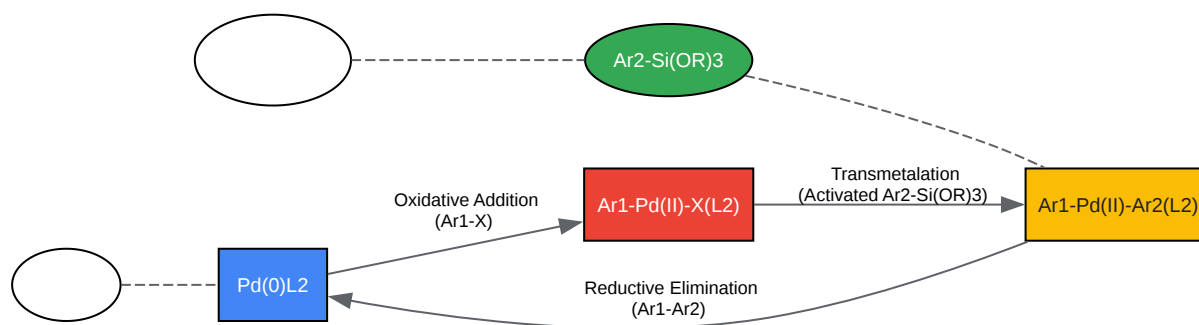 Ar2-Si(OR)3
Oxidative Addition
(Ar1-X)
Ar1-Pd(II)-X(L2)
Transmetalation
(Activated Ar2-Si(OR)3)
Ar1-Pd(II)-Ar2(L2)
Pd(0)L2
Reductive Elimination
(Ar1-Ar2)